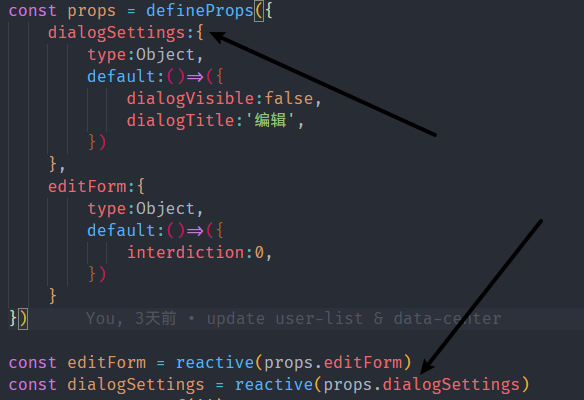 const props = defineProps({
dialogSettings:{
type:Object,
default:()=>({
dialogVisible:false,
dialogTitle:'编辑',
})
},
editForm:{
type:Object,
default:()=>({
interdiction:0,
})
}
})
You, 3天前 • update user-list & data-center
const editForm = reactive(props.editForm)
const dialogSettings = reactive(props.dialogSettings)